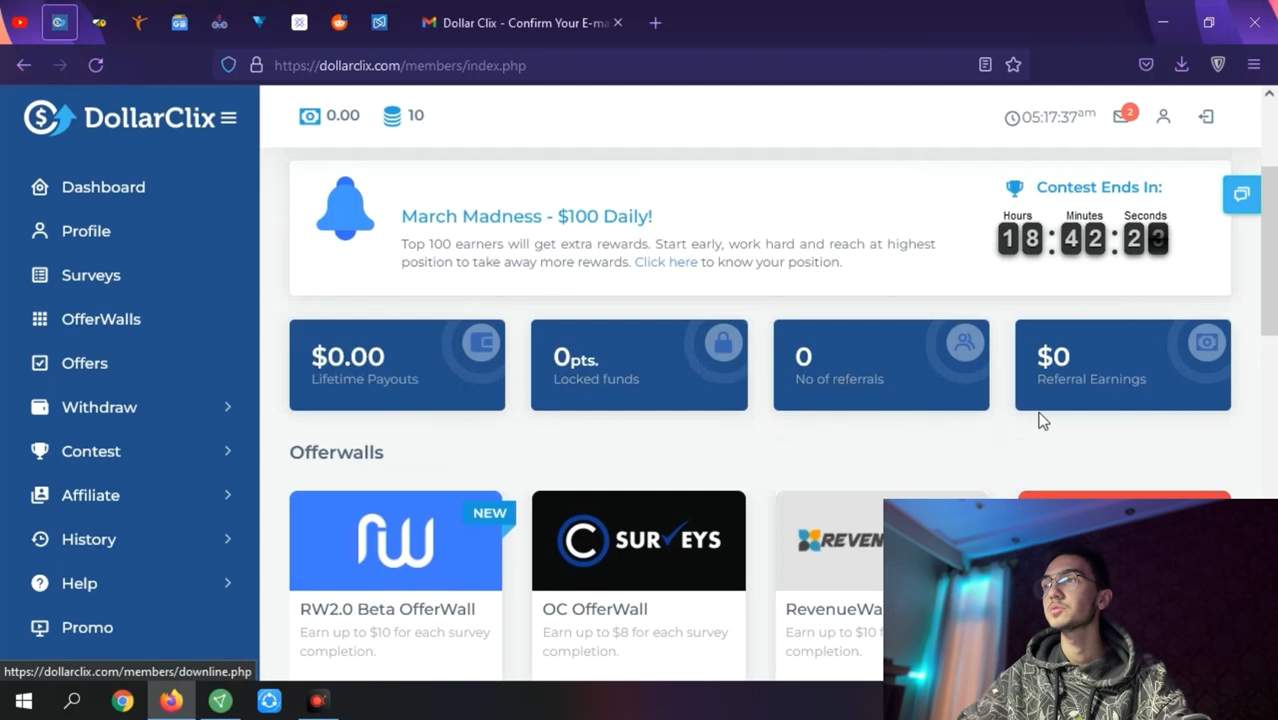 Dollar Clix - Confirm Your E-ma
https://dollarclix.com/members/index.php
DollarClix
0.00
10
05:17:37am
2
Dashboard
Profile
Surveys
OfferWalls
Offers
Withdraw
Contest
Affiliate
History
Help
Promo
March Madness - $100 Daily!
Top 100 earners will get extra rewards. Start early, work hard and reach at highest
position to take away more rewards. Click here to know your position.
Contest Ends In:
Hours Minutes Seconds
18:42:23
$0.00
Lifetime Payouts
0pts.
Locked funds
0
No of referrals
$0
Referral Earnings
Offerwalls
NEW
RW
RW2.0 Beta OfferWall
Earn up to $10 for each survey
completion.
C SURVEYS
OC OfferWall
Earn up to $8 for each survey
completion.
REVEN
RevenueWa
Earn up to $10 f
completion.
https://dollarclix.com/members/downline.php